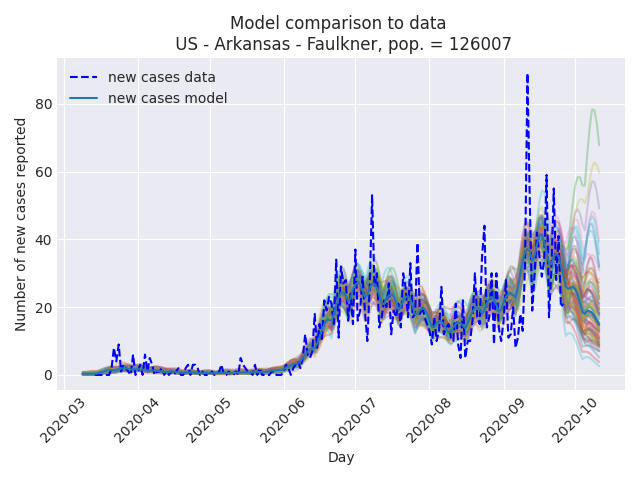 Model comparison to data
US - Arkansas - Faulkner, pop. = 126007
new cases data
new cases model
Number of new cases reported
80
60
40
20
0
2020-03
2020-04
2020-05
2020-06
2020-07
2020-08
2020-09
2020-10
Day